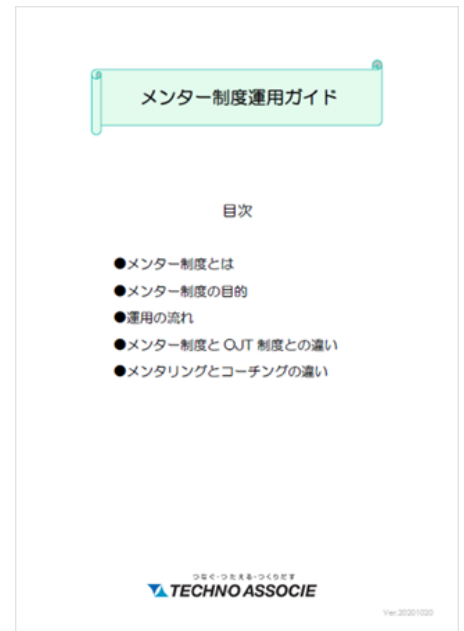 メンター制度運用ガイド
目次
●メンター制度とは
●メンター制度の目的
●運用の流れ
●メンター制度と OJT 制度との違い
●メンタリングとコーチングの違い
つなぐ・つたえる・つくりだす
TECHNO ASSOCIE
Ver.20201020